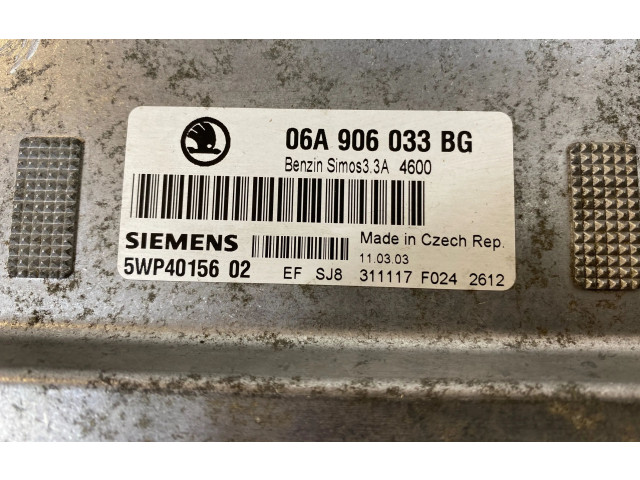 06A 906 033 BG
Benzin Simos3.3A 4600
SIEMENS
Made in Czech Rep.
11.03.03
5WP40156 02
EF SJ8 311117 F024 2612